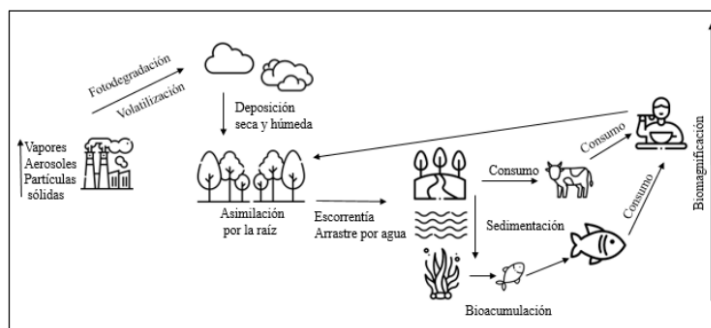 Fotodegradación
Volatilización
Vapores
Aerosoles
Partículas
sólidas
Deposición
seca y húmeda
Asimilación
por la raíz
Escorrentía
Arrastre por agua
Consumo
Consumo
Sedimentación
Consumo
Bioacumulación
Biomagnificación